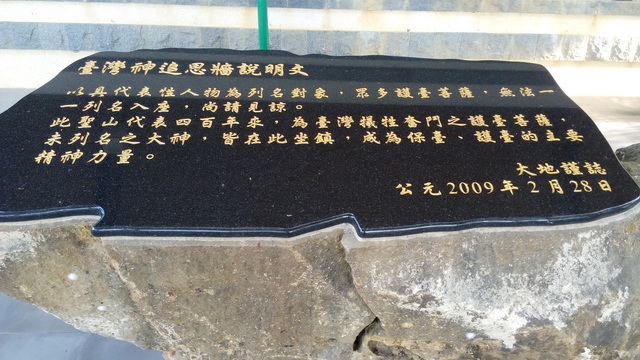 臺灣神追思牆說明文
以具代表性人物為列名對象，眾多護臺菩薩，無法一
一列名入座，尚請見諒。
此聖山代表四百年來，為臺灣犧牲奮鬥之護臺菩薩，
未列名之大神，皆在此坐鎮，成為保臺、護臺的主要
精神力量。
大地謹誌
公元2009年2月28日